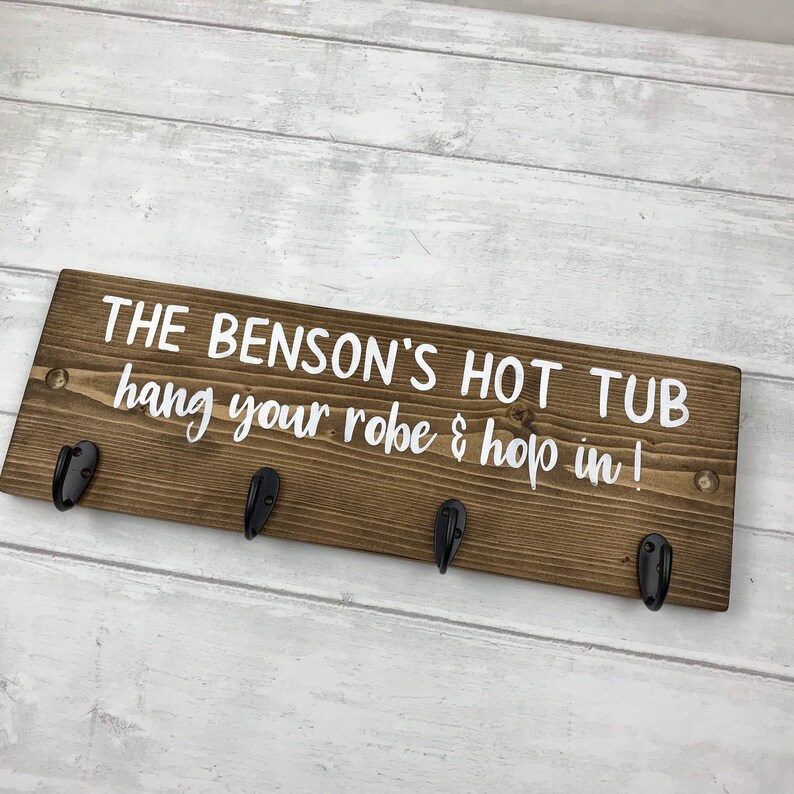 THE BENSON'S HOT TUB
hang your robe & hop in!